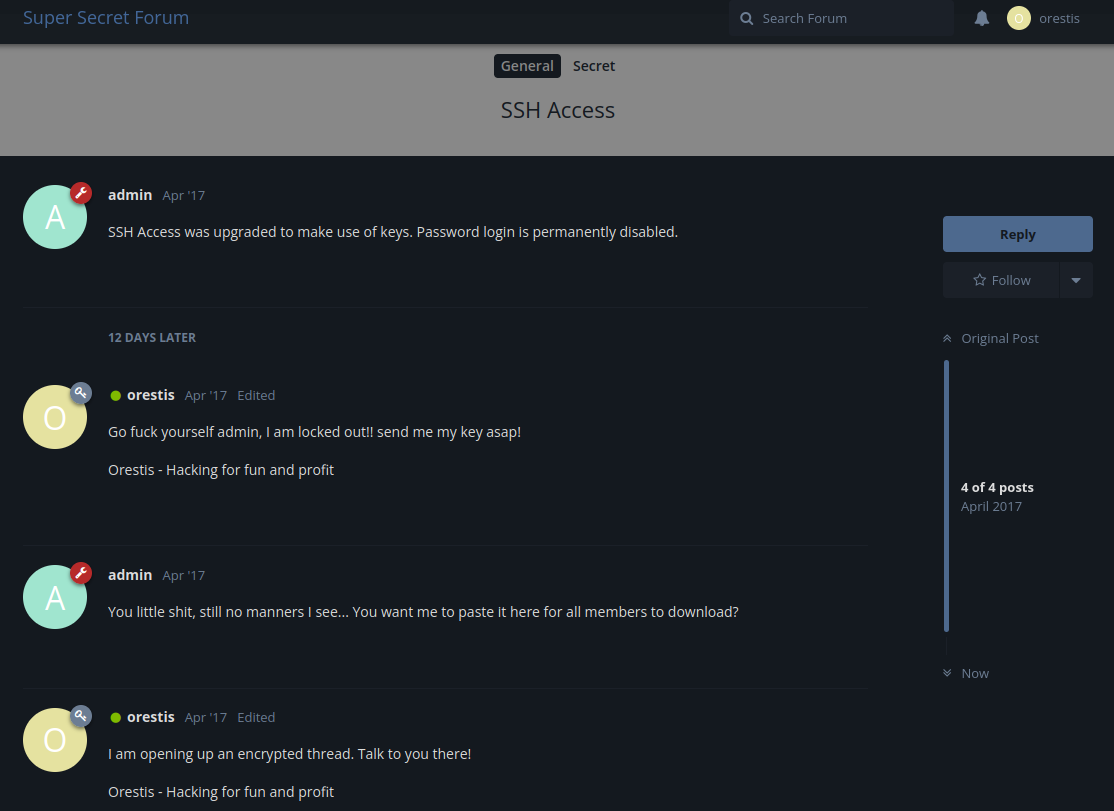 Super Secret Forum
Search Forum
O
orestis
General
Secret
SSH Access
A
admin Apr '17
SSH Access was upgraded to make use of keys. Password login is permanently disabled.
Reply
Follow
12 DAYS LATER
Original Post
O
orestis Apr '17 Edited
Go fuck yourself admin, I am locked out!! send me my key asap!
Orestis - Hacking for fun and profit
4 of 4 posts
April 2017
A
admin Apr '17
You little shit, still no manners I see... You want me to paste it here for all members to download?
Now
O
orestis Apr '17 Edited
I am opening up an encrypted thread. Talk to you there!
Orestis - Hacking for fun and profit